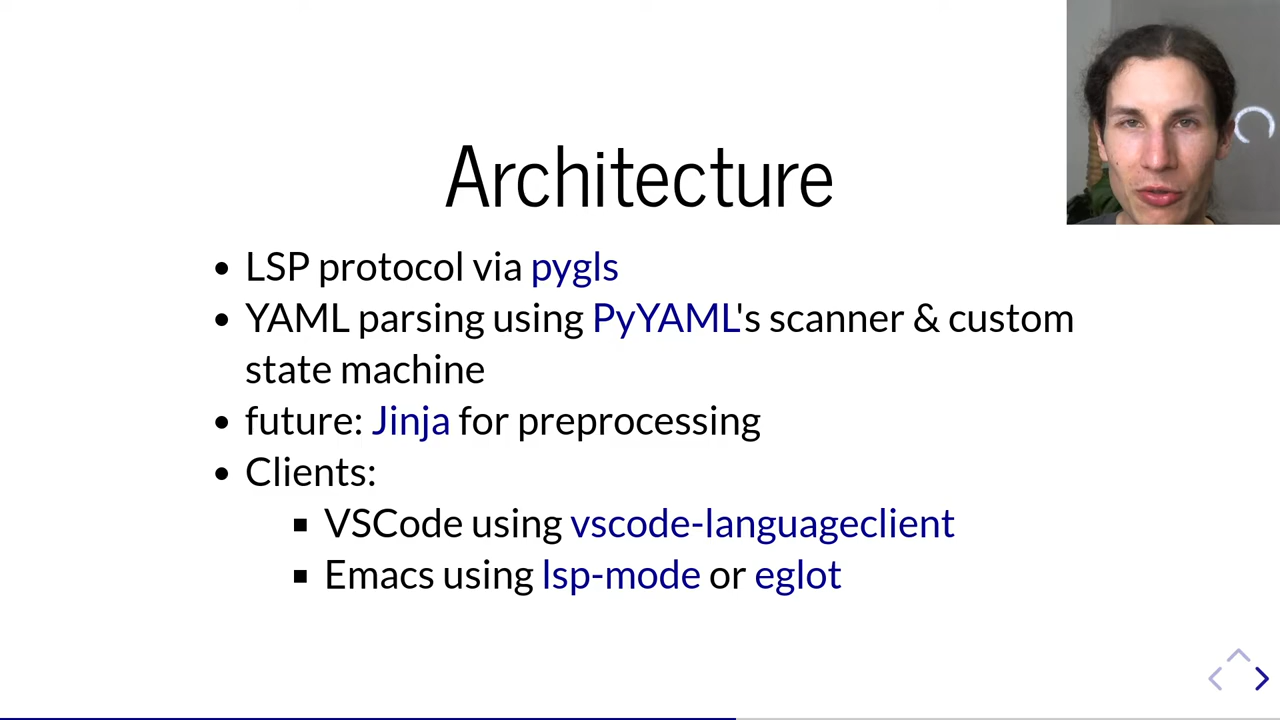 Architecture
LSP protocol via pygls
YAML parsing using PyYAML's scanner & custom
state machine
future: Jinja for preprocessing
Clients:
VSCode using vscode-languageclient
Emacs using lsp-mode or eglot